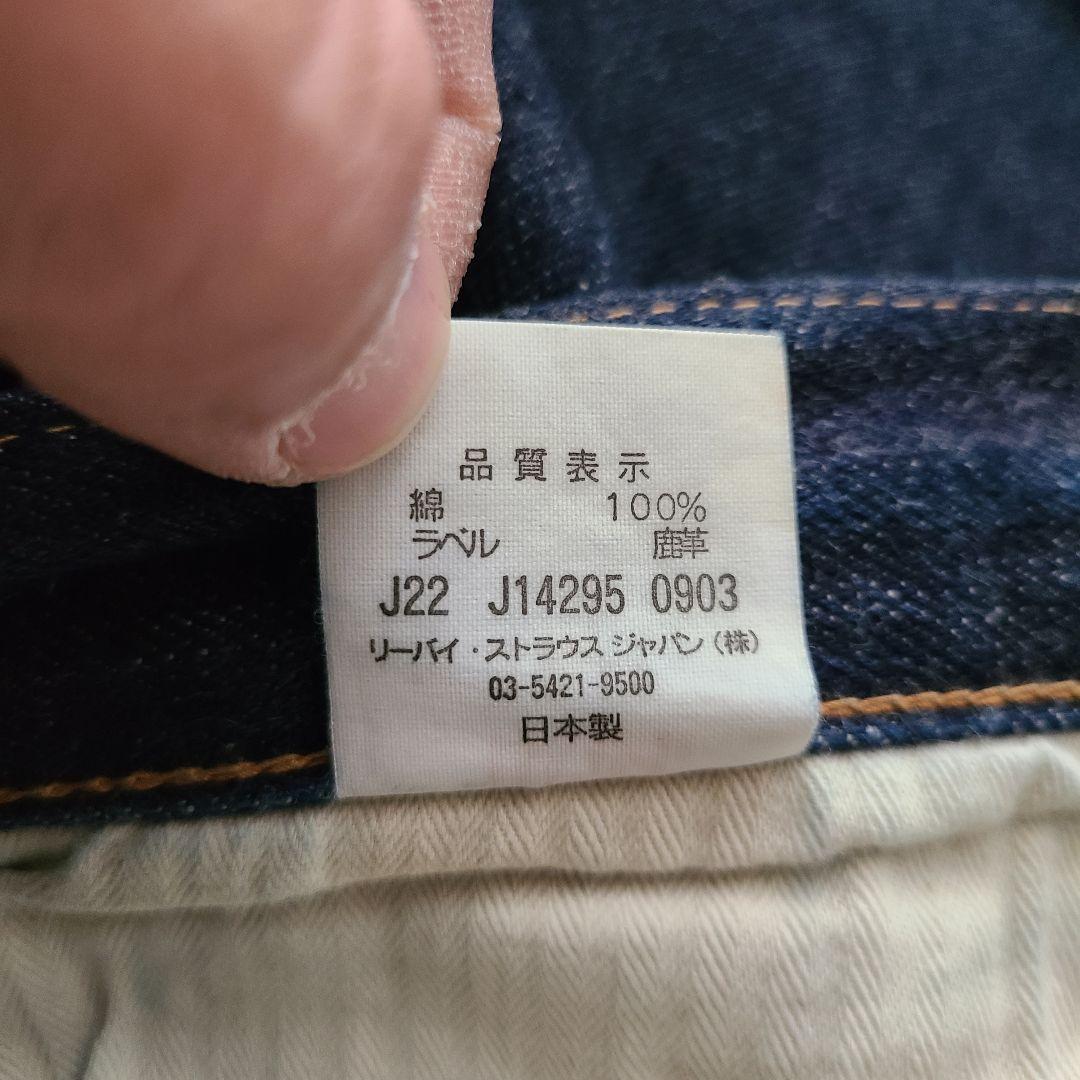 品質表示
綿 100%
ラベル 鹿革
J22 J14295 0903
リーバイ・ストラウス ジャパン(株)
03-5421-9500
日本製